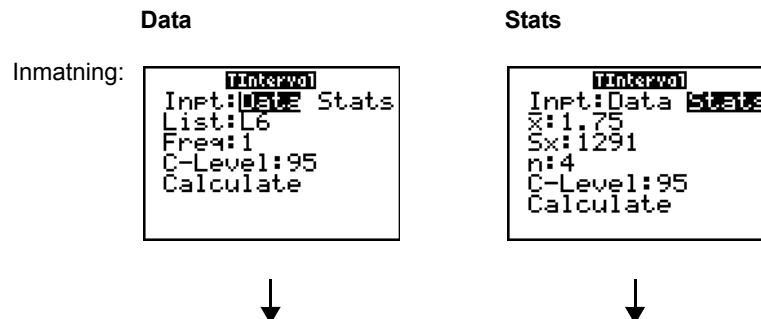 Data Stats
Inmatning:
TInterval
Inpt:Data Stats
List:L6
Freq:1
C-Level:95
Calculate
TInterval
Inpt:Data Stats
x̄:1.75
Sx:1291
n:4
C-Level:95
Calculate